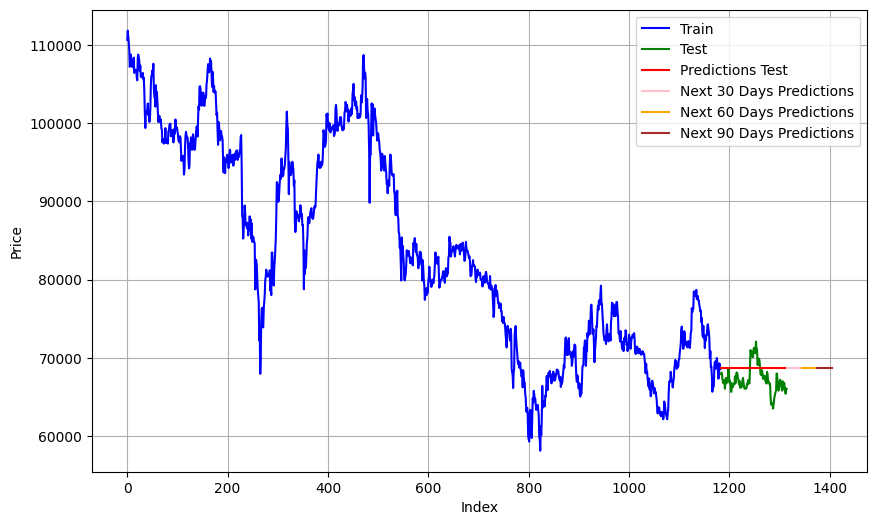 110000
100000
90000
80000
70000
60000
Price
0
200
400
600
800
1000
1200
1400
Index
Train
Test
Predictions Test
Next 30 Days Predictions
Next 60 Days Predictions
Next 90 Days Predictions